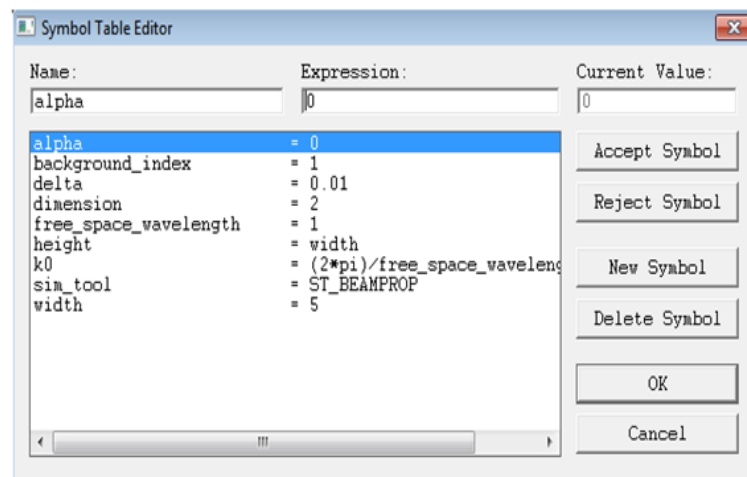 Symbol Table Editor
Name: Expression: Current Value:
alpha 0 0
alpha = 0
background_index = 1
delta = 0.01
dimension = 2
free_space_wavelength = 1
height = width
k0 = (2*pi)/free_space_waveleng
sim_tool = ST_BEAMPROP
width = 5
Accept Symbol
Reject Symbol
New Symbol
Delete Symbol
OK
Cancel